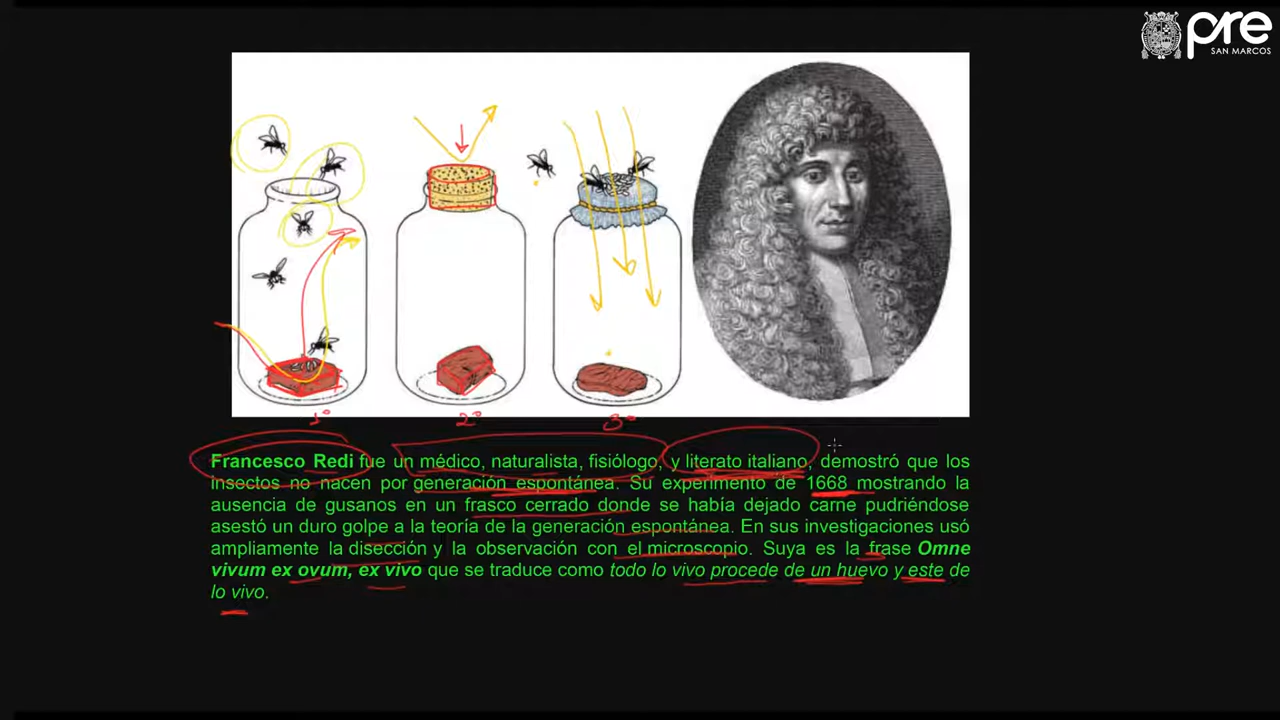 pre
SAN MARCOS
1° 2° 3°
Francesco Redi fue un médico, naturalista, fisiólogo, y literato italiano, demostró que los
insectos no nacen por generación espontánea. Su experimento de 1668 mostrando la
ausencia de gusanos en un frasco cerrado donde se había dejado carne pudriéndose
asestó un duro golpe a la teoría de la generación espontánea. En sus investigaciones usó
ampliamente la disección y la observación con el microscopio. Suya es la frase Omne
vivum ex ovum, ex vivo que se traduce como todo lo vivo procede de un huevo y este de
lo vivo.